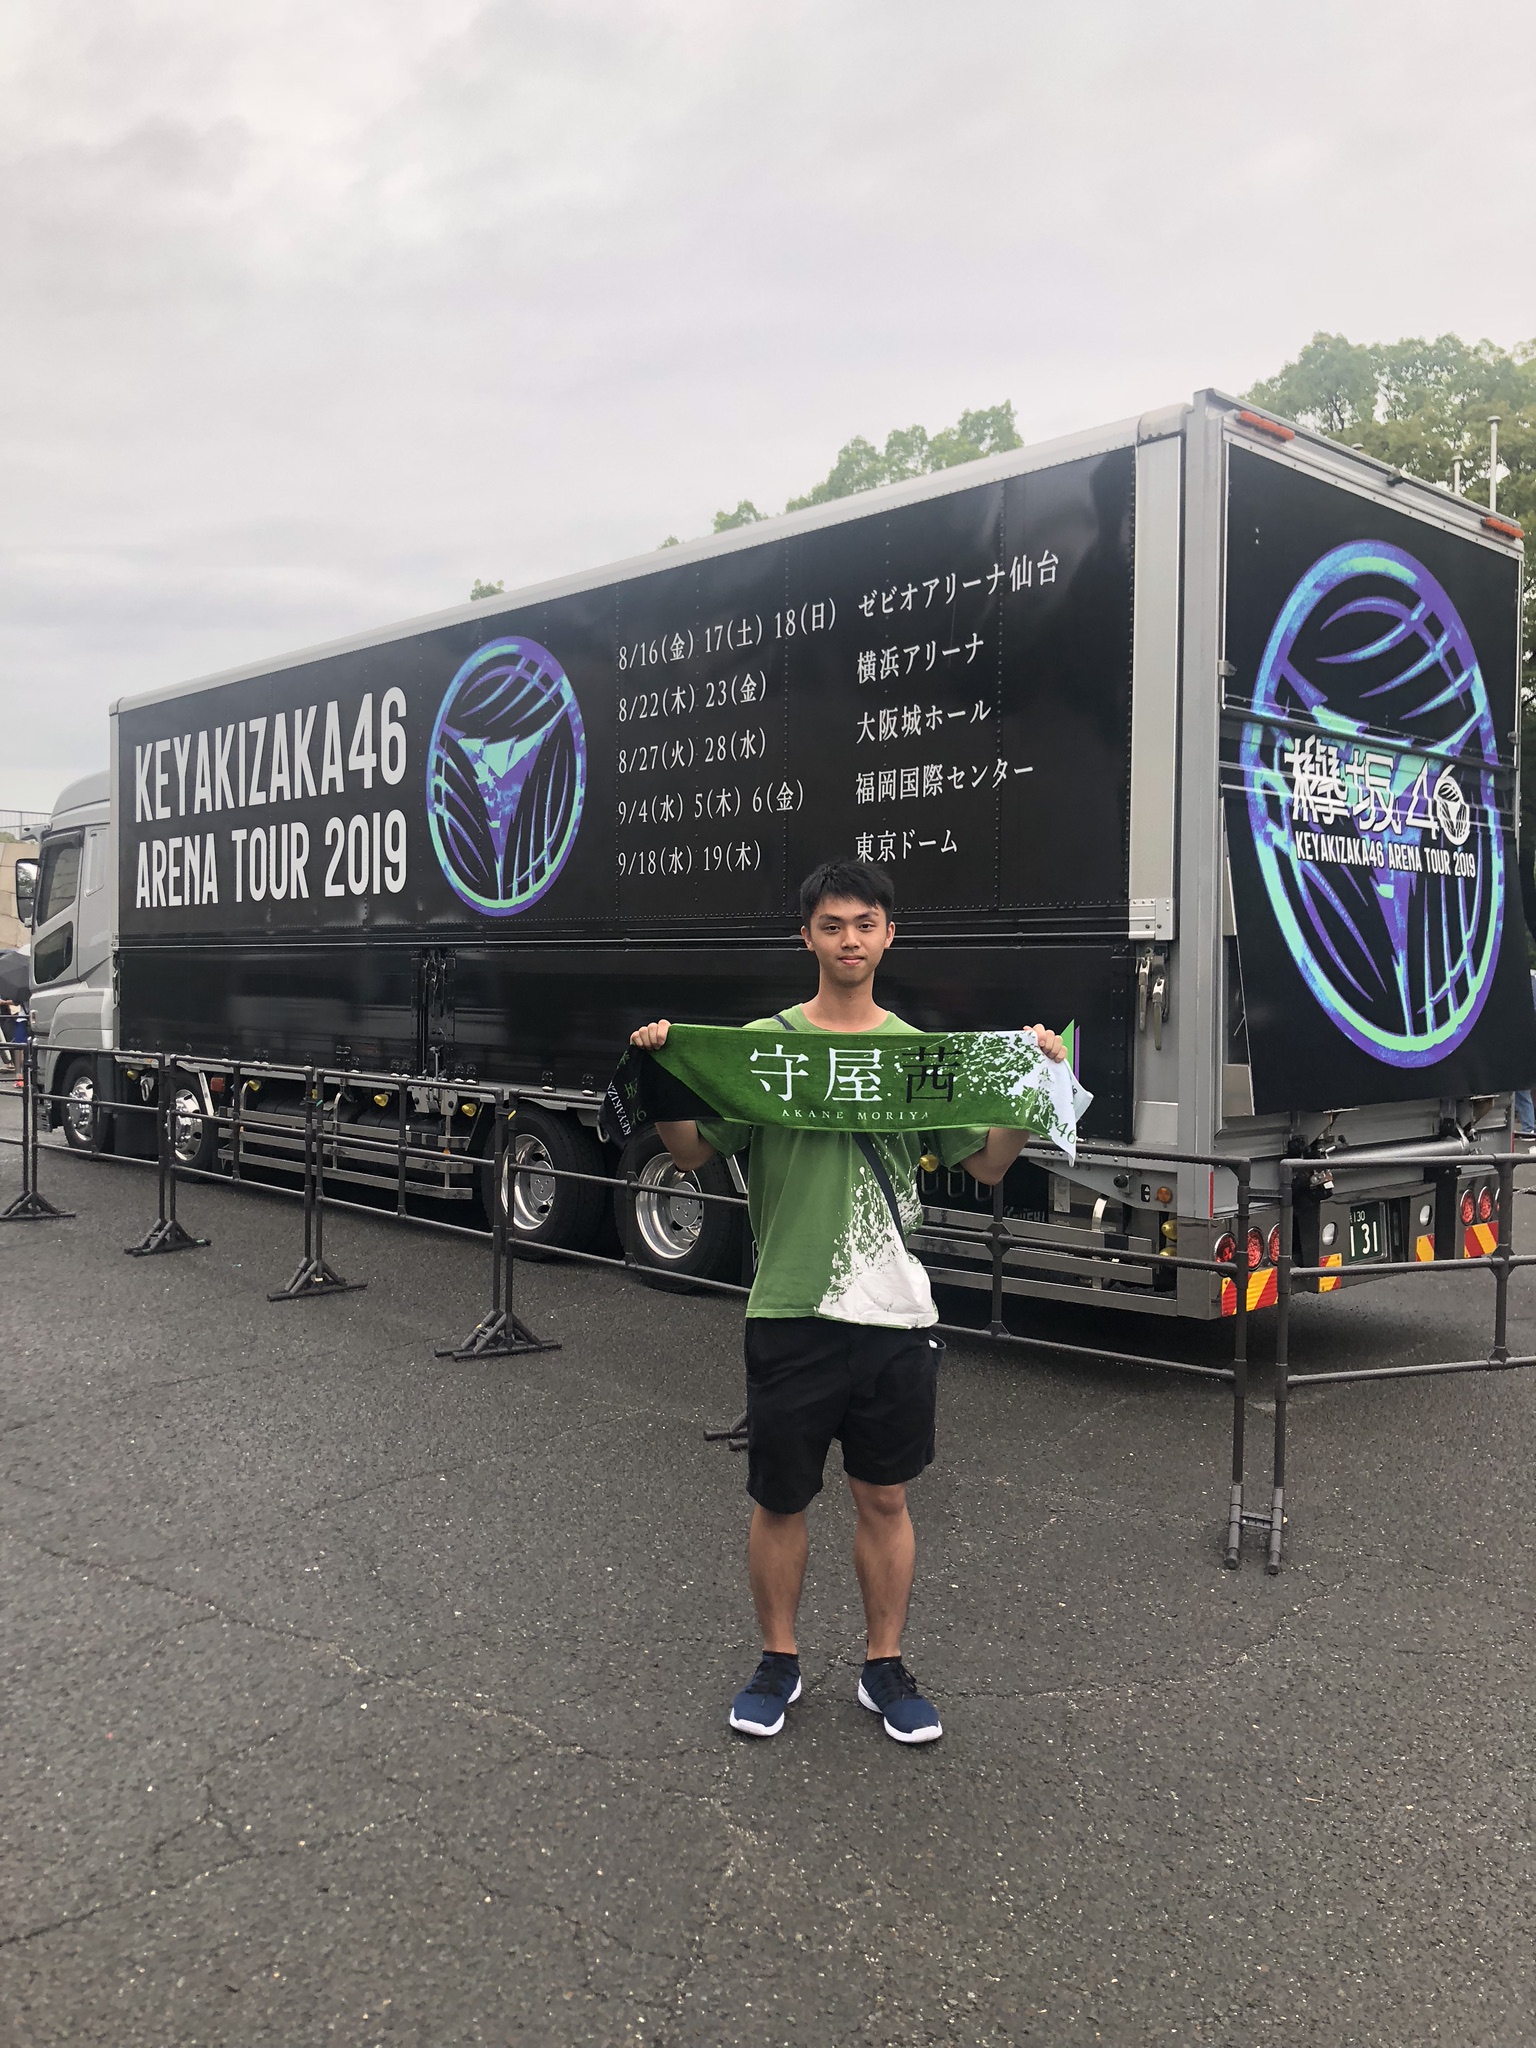 KEYAKIZAKA46
ARENA TOUR 2019
8/16(金) 17(土) 18(日) ゼビオアリーナ仙台
8/22(木) 23(金) 横浜アリーナ
8/27(火) 28(水) 大阪城ホール
9/4(水) 5(木) 6(金) 福岡国際センター
9/18(水) 19(木) 東京ドーム
欅坂46
KEYAKIZAKA46 ARENA TOUR 2019
守屋茜
AKANE MORIYA
KEYAKIZA
46
130
131